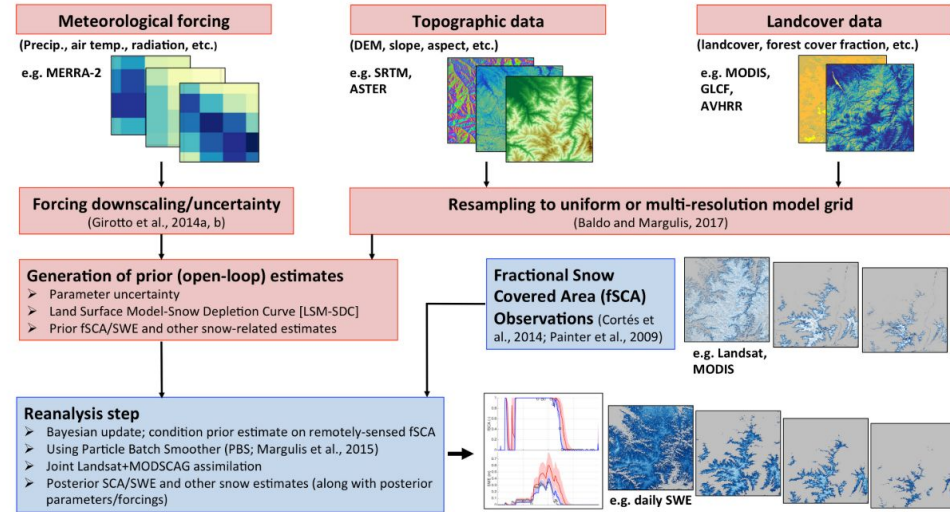 Meteorological forcing
(Precip., air temp., radiation, etc.)
e.g. MERRA-2
Topographic data
(DEM, slope, aspect, etc.)
e.g. SRTM,
ASTER
Landcover data
(landcover, forest cover fraction, etc.)
e.g. MODIS,
GLCF,
AVHRR
Forcing downscaling/uncertainty
(Girotto et al., 2014a, b)
Resampling to uniform or multi-resolution model grid
(Baldo and Margulis, 2017)
Generation of prior (open-loop) estimates
➢ Parameter uncertainty
➢ Land Surface Model-Snow Depletion Curve [LSM-SDC]
➢ Prior fSCA/SWE and other snow-related estimates
Fractional Snow
Covered Area (fSCA)
Observations (Cortés et
al., 2014; Painter et al., 2009)
e.g. Landsat,
MODIS
Reanalysis step
➢ Bayesian update; condition prior estimate on remotely-sensed fSCA
➢ Using Particle Batch Smoother (PBS; Margulis et al., 2015)
➢ Joint Landsat+MODSCAG assimilation
➢ Posterior SCA/SWE and other snow estimates (along with posterior
parameters/forcings)
e.g. daily SWE